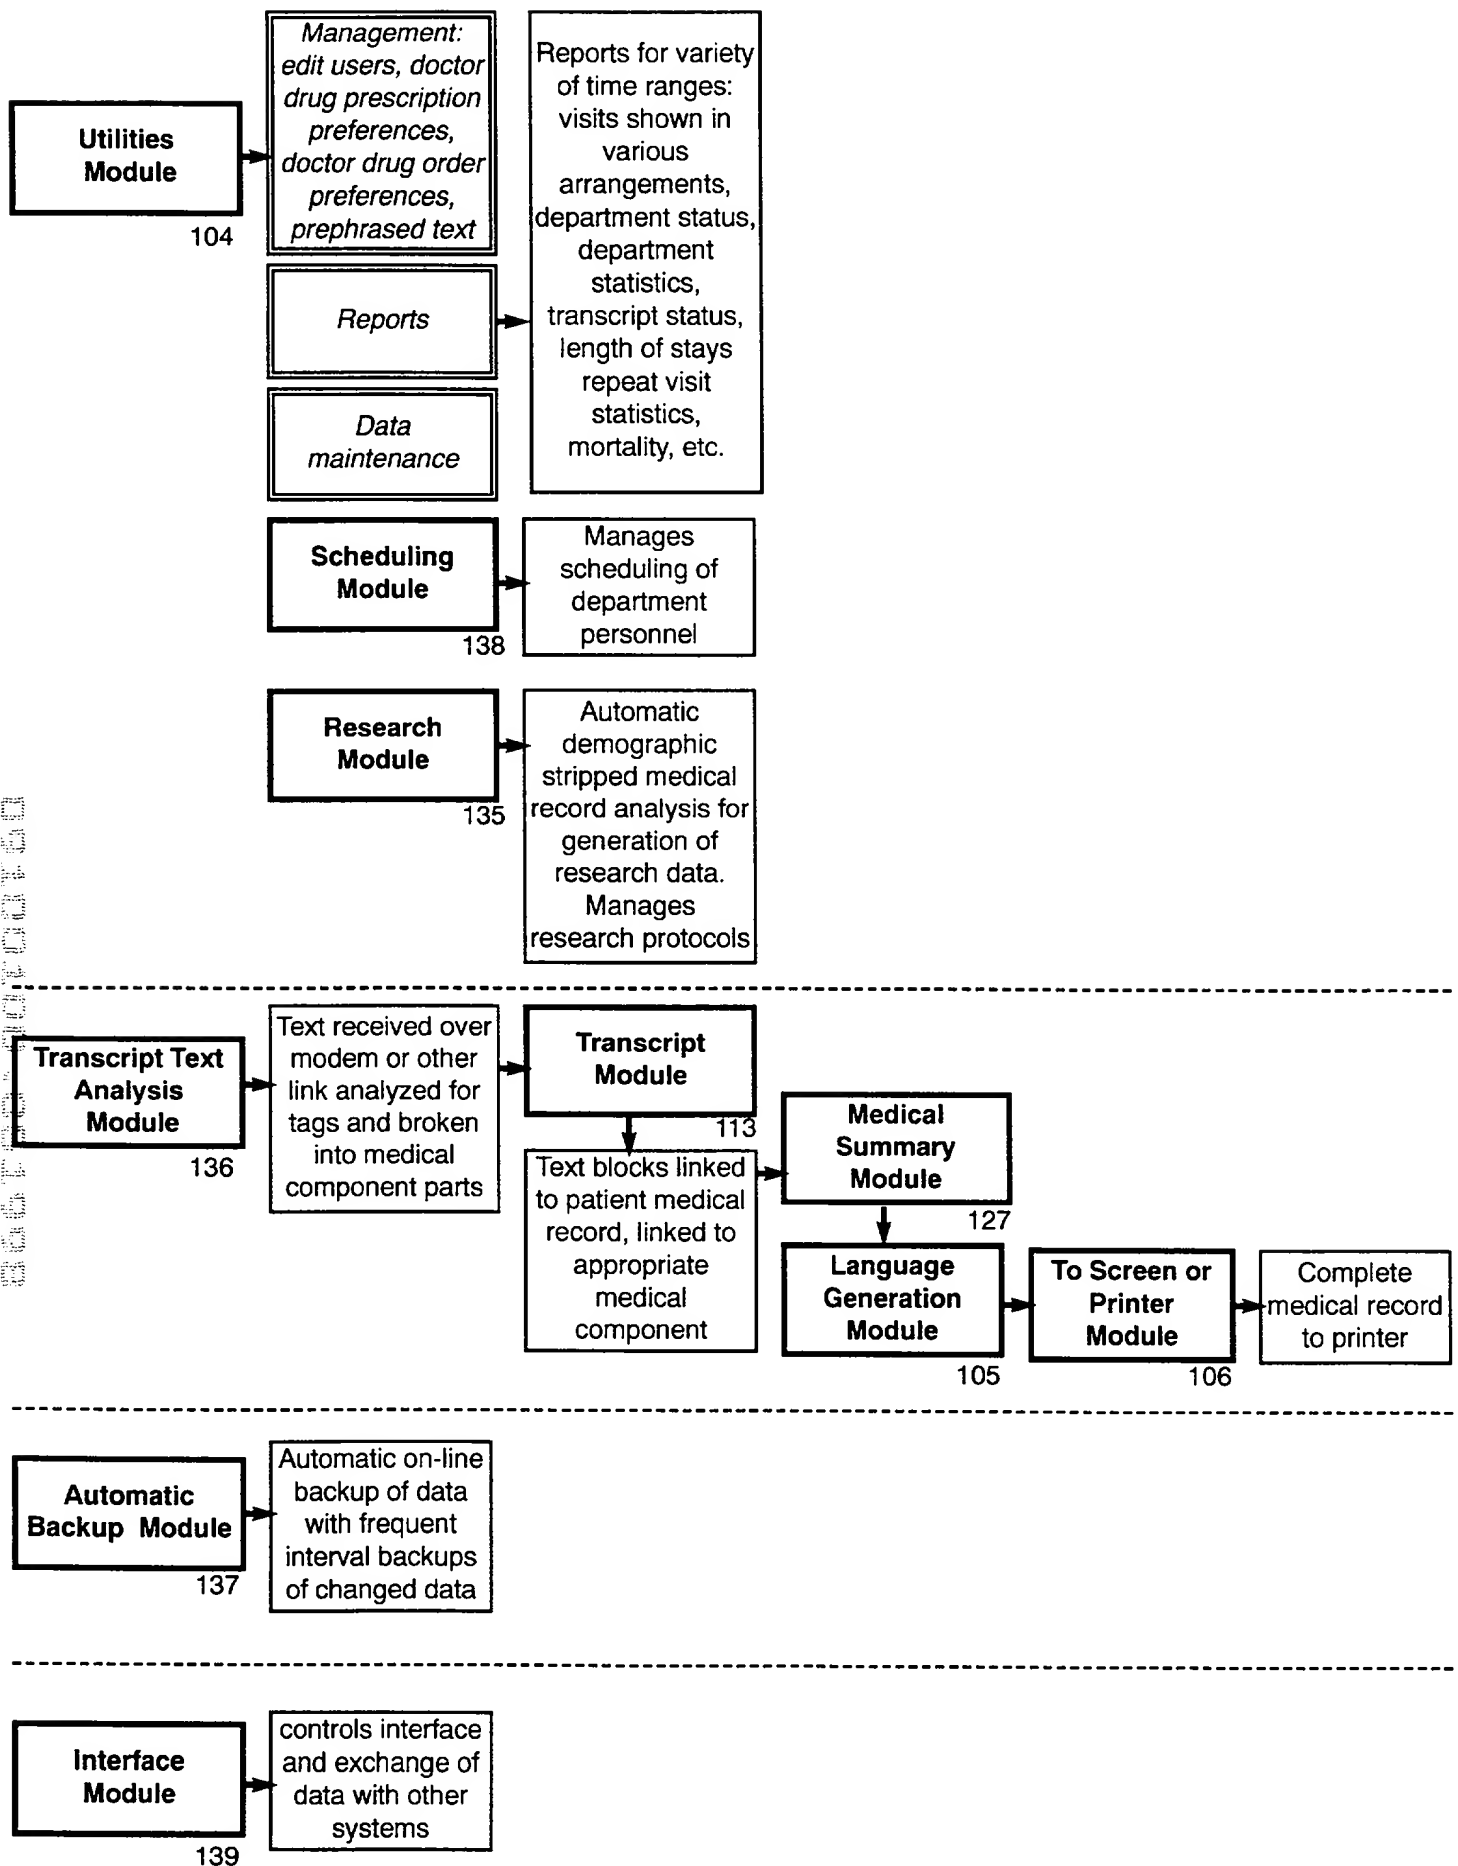 Utilities
Module
104
Management:
edit users, doctor
drug prescription
preferences,
doctor drug order
preferences,
prephrased text
Reports
Data
maintenance
Reports for variety
of time ranges:
visits shown in
various
arrangements,
department status,
department
statistics,
transcript status,
length of stays
repeat visit
statistics,
mortality, etc.
Scheduling
Module
138
Manages
scheduling of
department
personnel
Research
Module
135
Automatic
demographic
stripped medical
record analysis for
generation of
research data.
Manages
research protocols
Transcript Text
Analysis
Module
136
Text received over
modem or other
link analyzed for
tags and broken
into medical
component parts
Transcript
Module
113
Text blocks linked
to patient medical
record, linked to
appropriate
medical
component
Medical
Summary
Module
127
Language
Generation
Module
105
To Screen or
Printer
Module
106
Complete
medical record
to printer
Automatic
Backup Module
137
Automatic on-line
backup of data
with frequent
interval backups
of changed data
Interface
Module
139
controls interface
and exchange of
data with other
systems